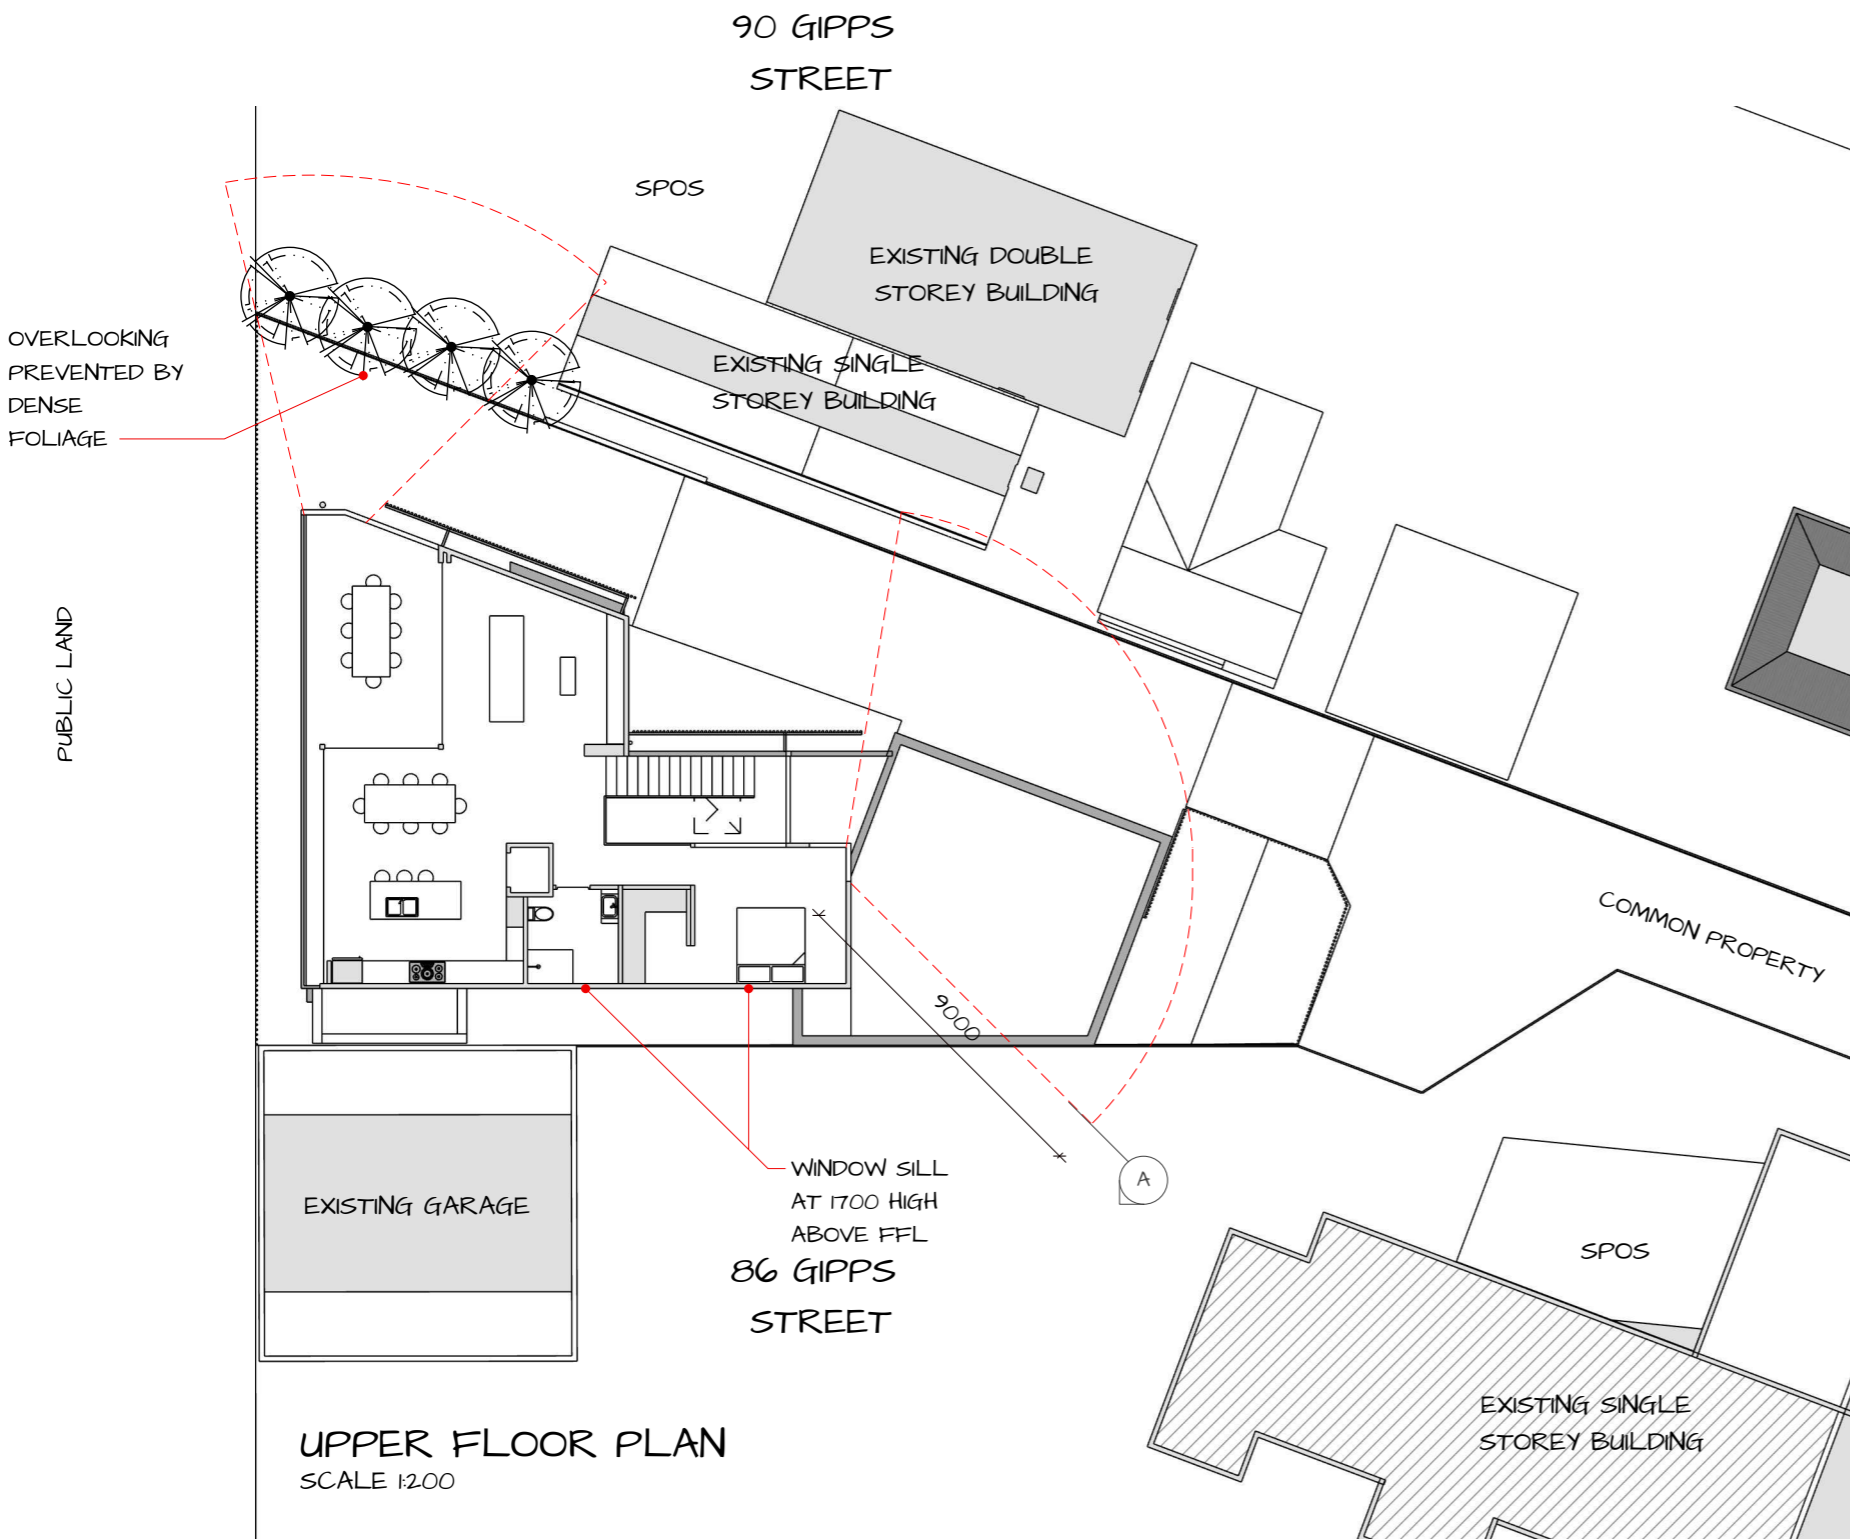 90 GIPPS
STREET
SPOS
EXISTING DOUBLE
STOREY BUILDING
OVERLOOKING
PREVENTED BY
DENSE
FOLIAGE
EXISTING SINGLE
STOREY BUILDING
PUBLIC LAND
COMMON PROPERTY
9000
WINDOW SILL
AT 1700 HIGH
ABOVE FFL
A
EXISTING GARAGE
86 GIPPS
STREET
SPOS
EXISTING SINGLE
STOREY BUILDING
UPPER FLOOR PLAN
SCALE 1:200